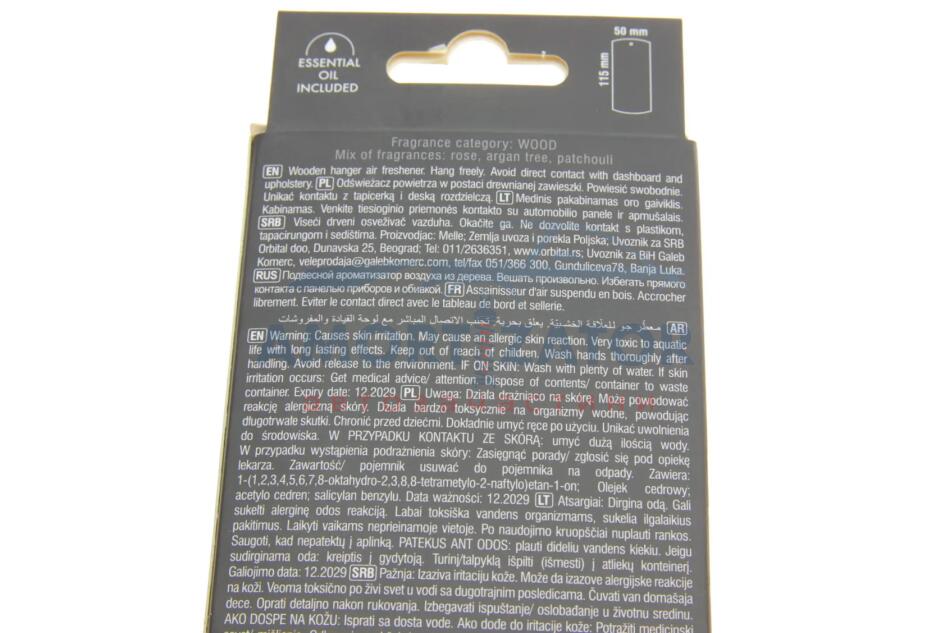 ESSENTIAL
OIL
INCLUDED
50 mm
115 mm
Fragrance category: WOOD
Mix of fragrances: rose, argan tree, patchouli
EN Wooden hanger air freshener. Hang freely. Avoid direct contact with dashboard and
upholstery. PL Odświeżacz powietrza w postaci drewnianej zawieszki. Powiesić swobodnie.
Unikać kontaktu z tapicerką i deską rozdzielczą. LT Medinis pakabinamas oro gaiviklis.
Kabinamas. Venkite tiesioginio priemonės kontakto su automobilio panele ir apmušalais.
SRB Viseći drveni osveživač vazduha. Okačite ga. Ne dozvolite kontakt s plastikom,
tapacirungom i sedištima. Proizvodjac: Melle; Zemlja uvoza i porekla Poljska; Uvoznik za SRB
Orbital doo, Dunavska 25, Beograd; Tel: 011/2636351, www.orbital.rs; Uvoznik za BiH Galeb
Komerc, veleprodaja@galebkomerc.com, tel/fax 051/366 300, Gunduliceva78, Banja Luka.
RUS Подвесной ароматизатор воздуха из дерева. Вешать произвольно. Избегать прямого
контакта с панелью приборов и обивкой. FR Assainisseur d'air suspendu en bois. Accrocher
librement. Eviter le contact direct avec le tableau de bord et sellerie.
AR معطر جو للعلاقة الخشبية، يعلق بحرية. تجنب الاتصال المباشر مع لوحة القيادة والمفروشات
EN Warning: Causes skin irritation. May cause an allergic skin reaction. Very toxic to aquatic
life with long lasting effects. Keep out of reach of children. Wash hands thoroughly after
handling. Avoid release to the environment. IF ON SKIN: Wash with plenty of water. If skin
irritation occurs: Get medical advice/ attention. Dispose of contents/ container to waste
container. Expiry date: 12.2029 PL Uwaga: Działa drażniąco na skórę. Może powodować
reakcję alergiczną skóry. Działa bardzo toksycznie na organizmy wodne, powodując
długotrwałe skutki. Chronić przed dziećmi. Dokładnie umyć ręce po użyciu. Unikać uwolnienia
do środowiska. W PRZYPADKU KONTAKTU ZE SKÓRĄ: umyć dużą ilością wody.
W przypadku wystąpienia podrażnienia skóry: Zasięgnąć porady/ zgłosić się pod opiekę
lekarza. Zawartość/ pojemnik usuwać do pojemnika na odpady. Zawiera:
1-(1,2,3,4,5,6,7,8-oktahydro-2,3,8,8-tetrametylo-2-naftylo)etan-1-on; Olejek cedrowy;
acetylo cedren; salicylan benzylu. Data ważności: 12.2029 LT Atsargiai: Dirgina odą. Gali
sukelti alerginę odos reakciją. Labai toksiška vandens organizmams, sukelia ilgalaikius
pakitimus. Laikyti vaikams neprieinamoje vietoje. Po naudojimo kruopščiai nuplauti rankos.
Saugoti, kad nepatektų į aplinką. PATEKUS ANT ODOS: plauti dideliu vandens kiekiu. Jeigu
sudirginama oda: kreiptis į gydytoją. Turinį/talpyklą išpilti (išmesti) į atliekų konteinerį.
Galiojimo data: 12.2029 SRB Pažnja: Izaziva iritaciju kože. Može da izazove alergijske reakcije
na koži. Veoma toksično po živi svet u vodi sa dugotrajnim posledicama. Čuvati van domašaja
dece. Oprati detaljno nakon rukovanja. Izbegavati ispuštanje/ oslobađanje u životnu sredinu.
AKO DOSPE NA KOŽU: Isprati sa dosta vode. Ako dođe do iritacije kože: Potražiti medicinski